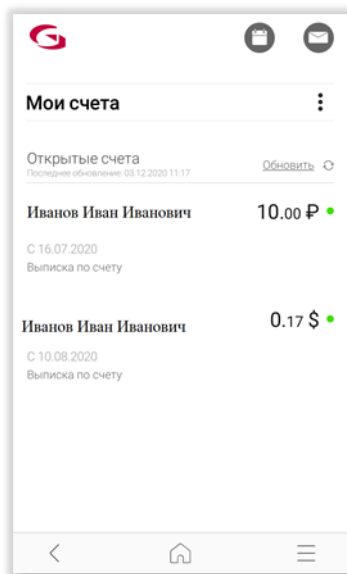 Мои счета
Открытые счета
Обновить
Последнее обновление: 03.12.2020 11:17
Иванов Иван Иванович
10.00 ₽
С 16.07.2020
Выписка по счету
Иванов Иван Иванович
0.17 $
С 10.08.2020
Выписка по счету